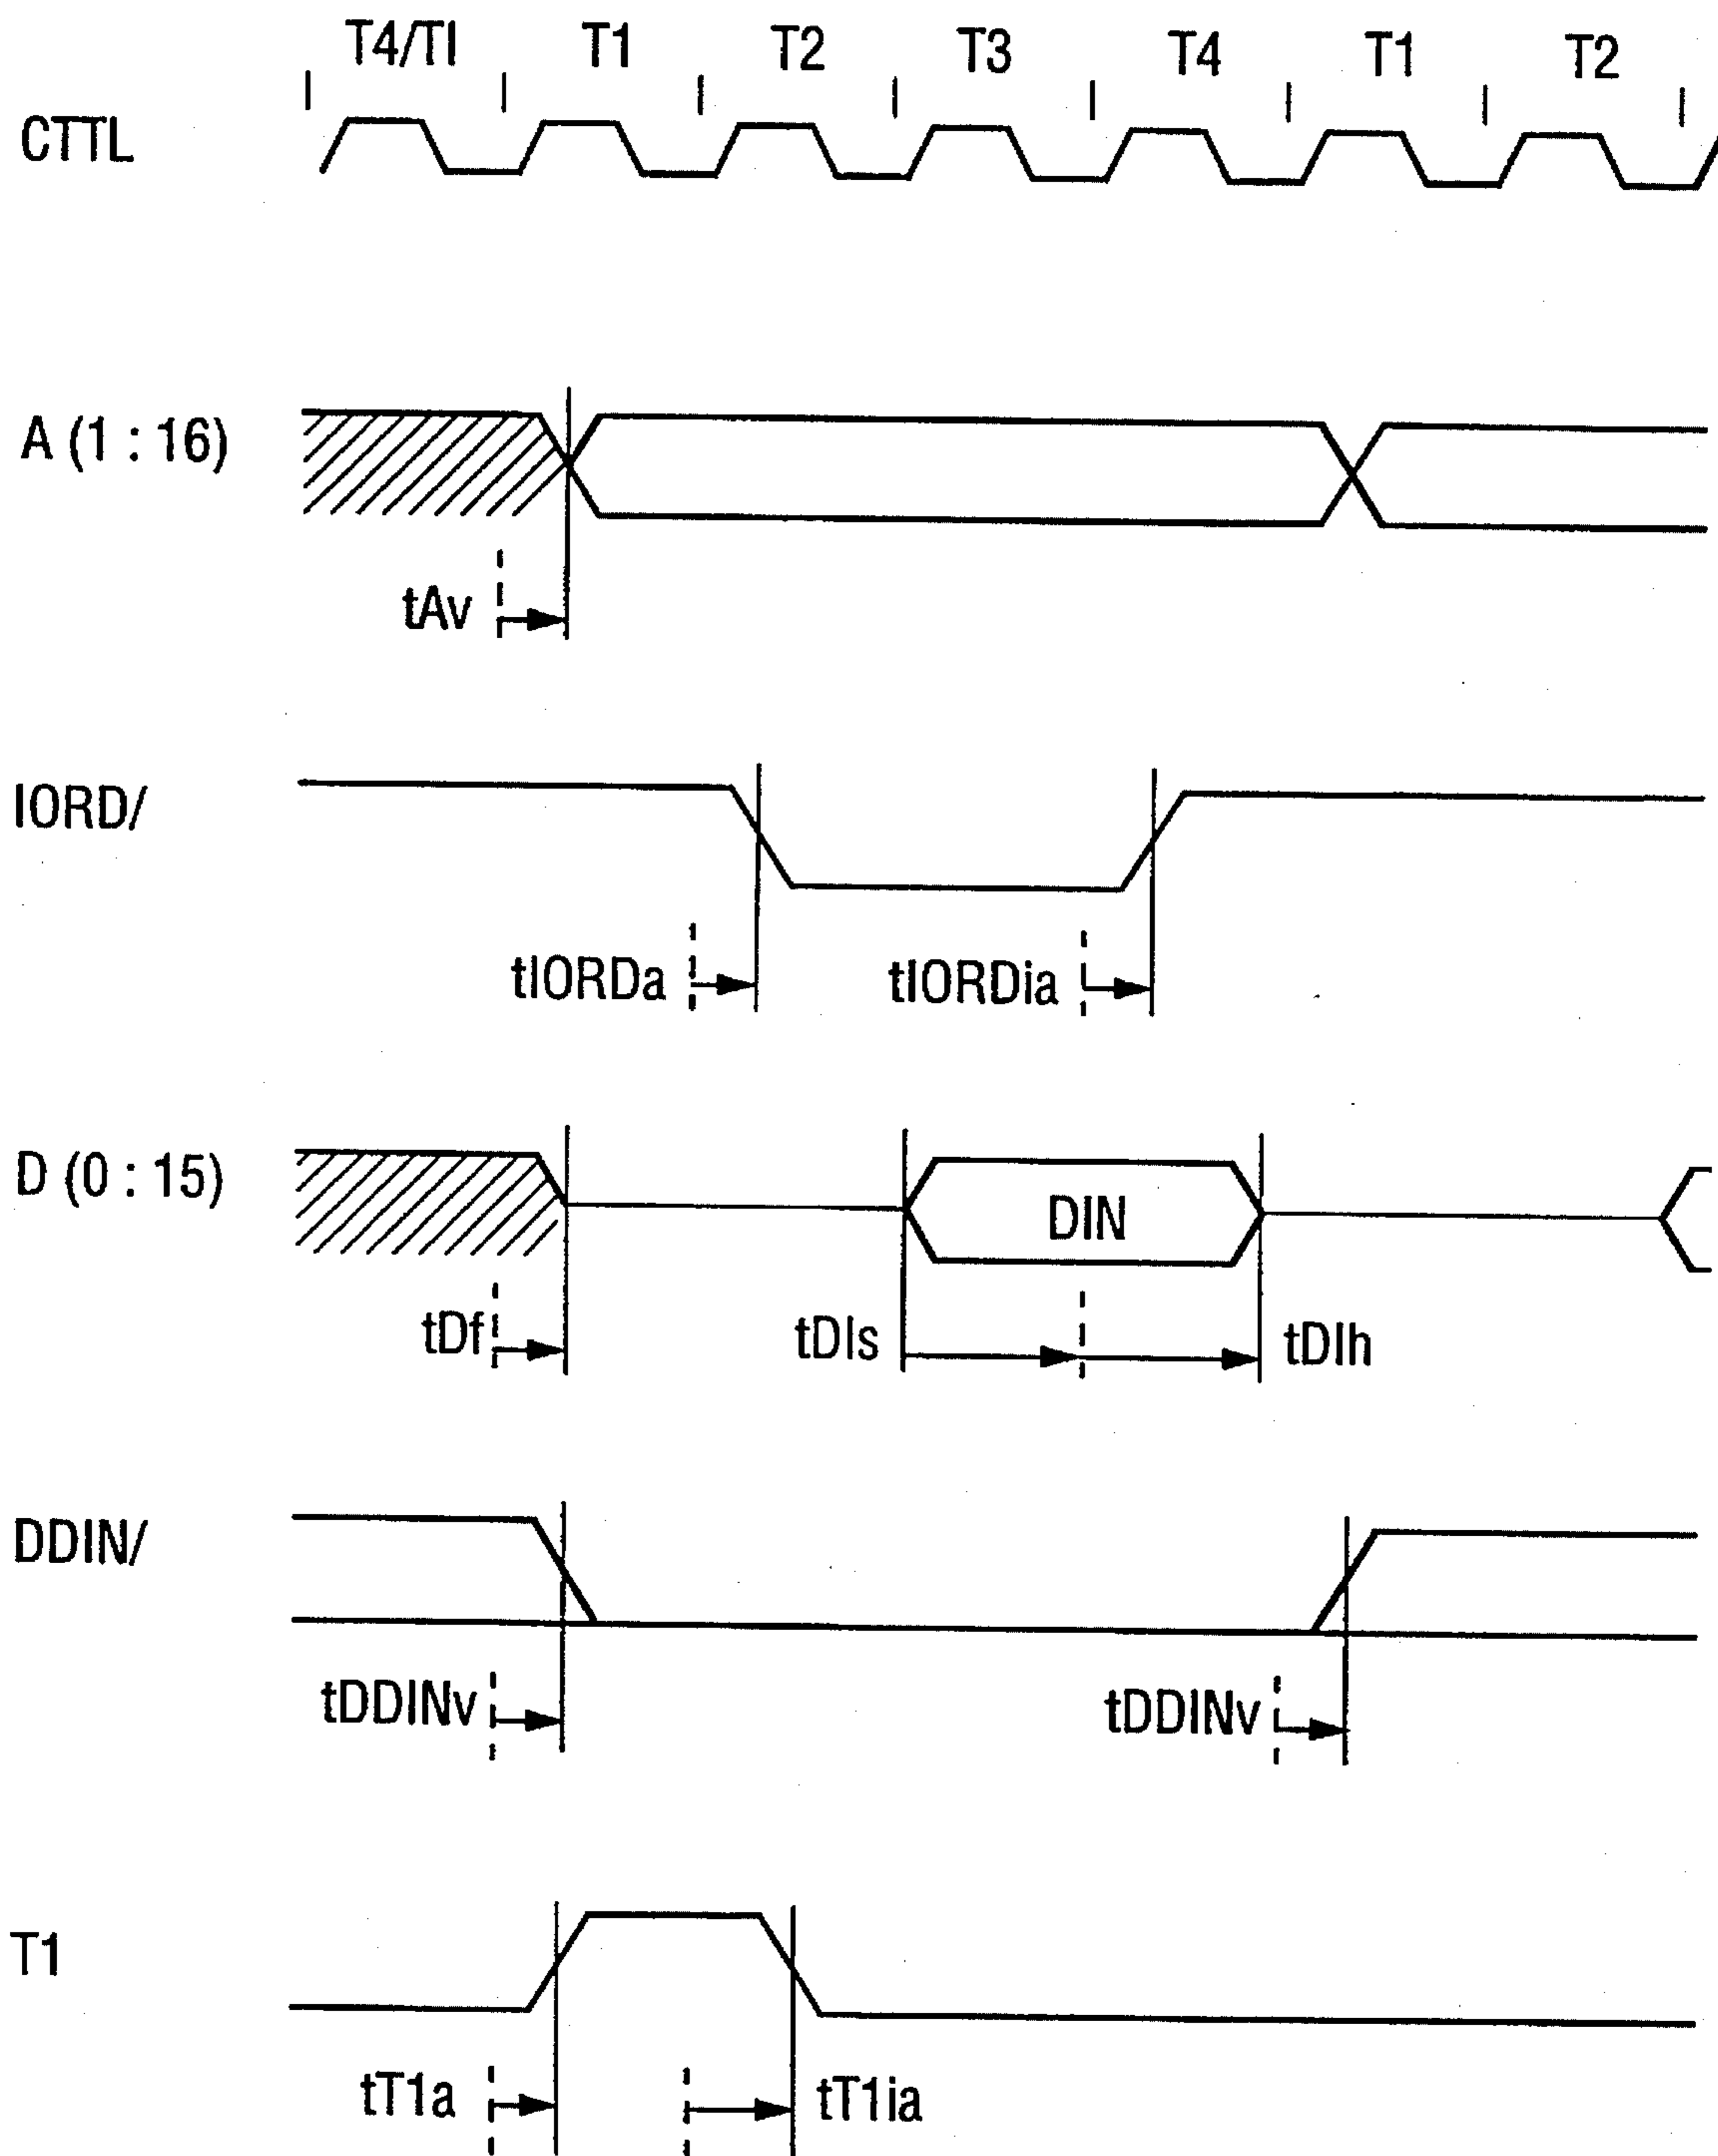 T4/TI T1 T2 T3 T4 T1 T2
CTTL
A (1 : 16)
tAv
IORD/
tIORDa tIORDia
D (0 : 15)
DIN
tDf tDIs tDIh
DDIN/
tDDINv tDDINv
T1
tT1a tT1ia